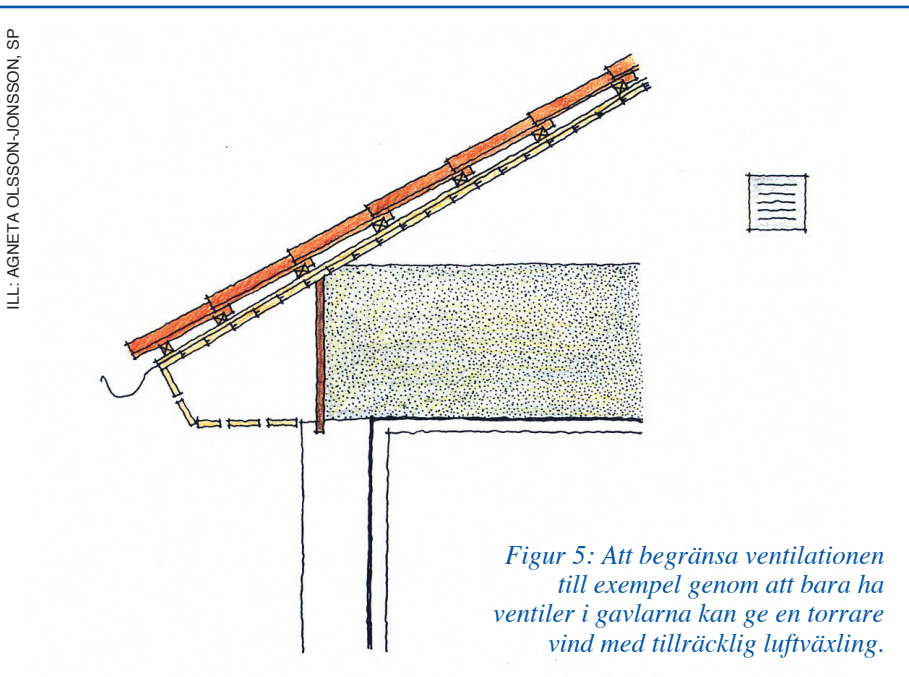 ILL: AGNETA OLSSON-JONSSON, SP
Figur 5: Att begränsa ventilationen
till exempel genom att bara ha
ventiler i gavlarna kan ge en torrare
vind med tillräcklig luftväxling.